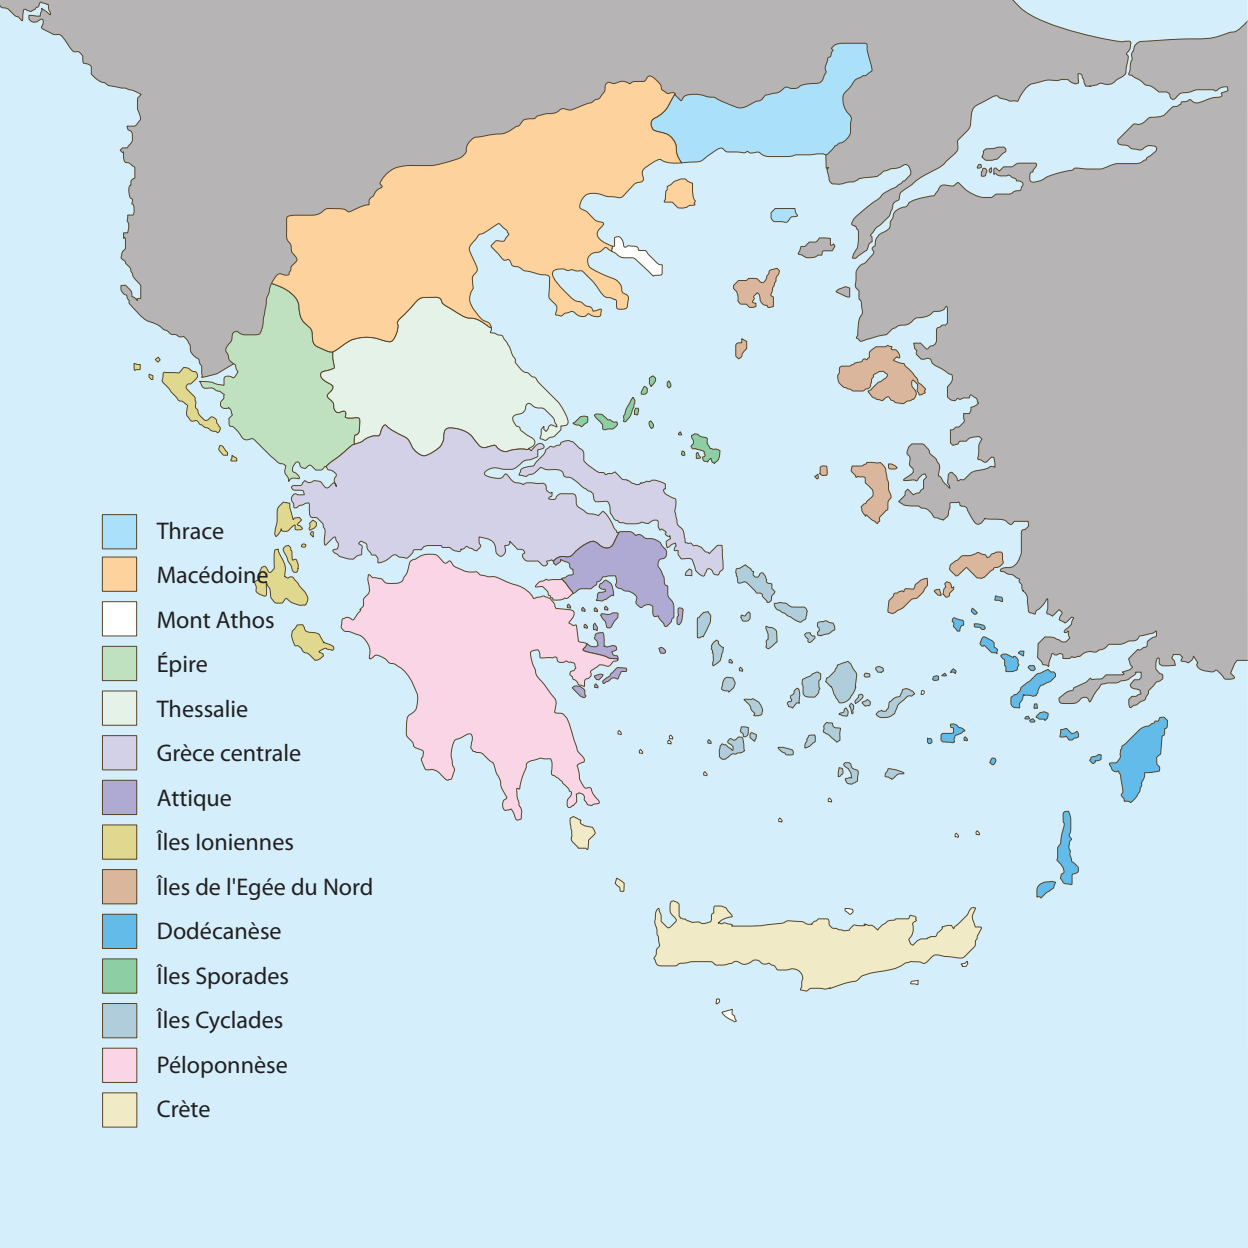 Thrace
Macédoine
Mont Athos
Épire
Thessalie
Grèce centrale
Attique
Îles Ioniennes
Îles de l'Egée du Nord
Dodécanèse
Îles Sporades
Îles Cyclades
Péloponnèse
Crète